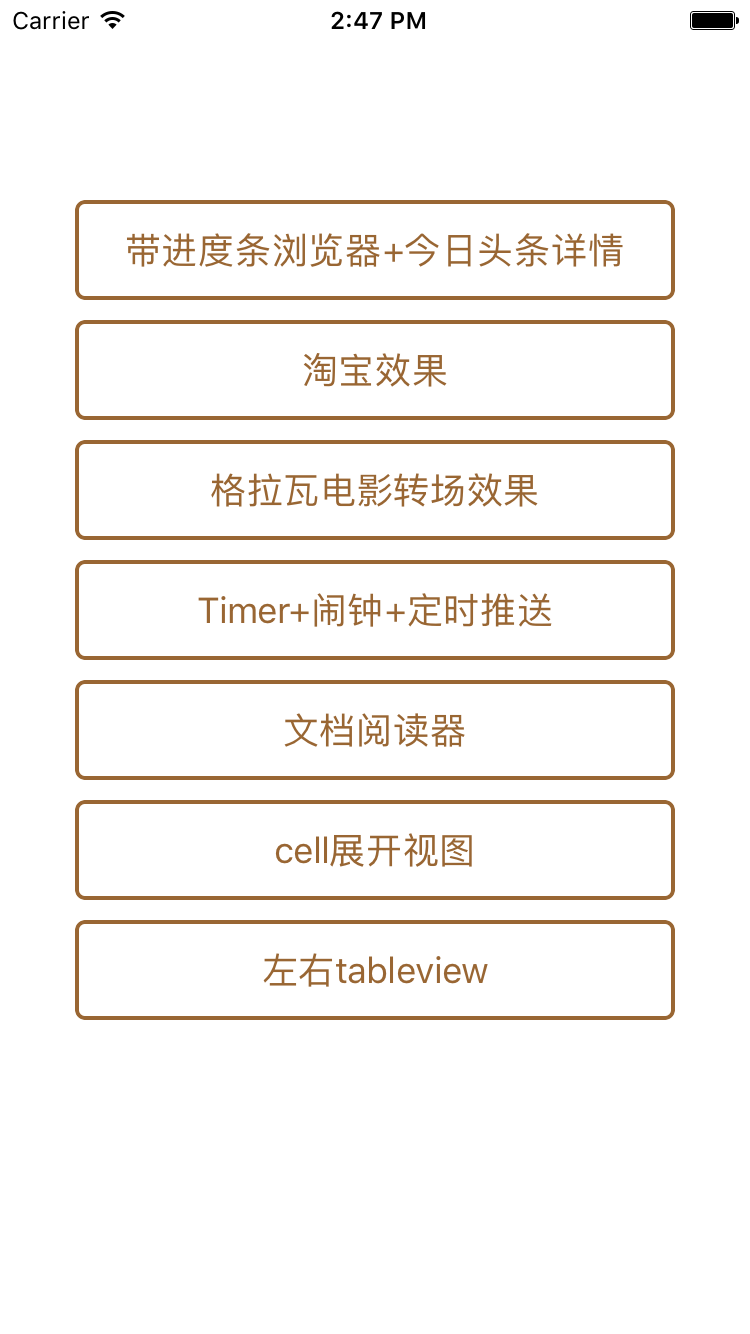 Carrier 2:47 PM
带进度条浏览器+今日头条详情
淘宝效果
格拉瓦电影转场效果
Timer+闹钟+定时推送
文档阅读器
cell展开视图
左右tableview